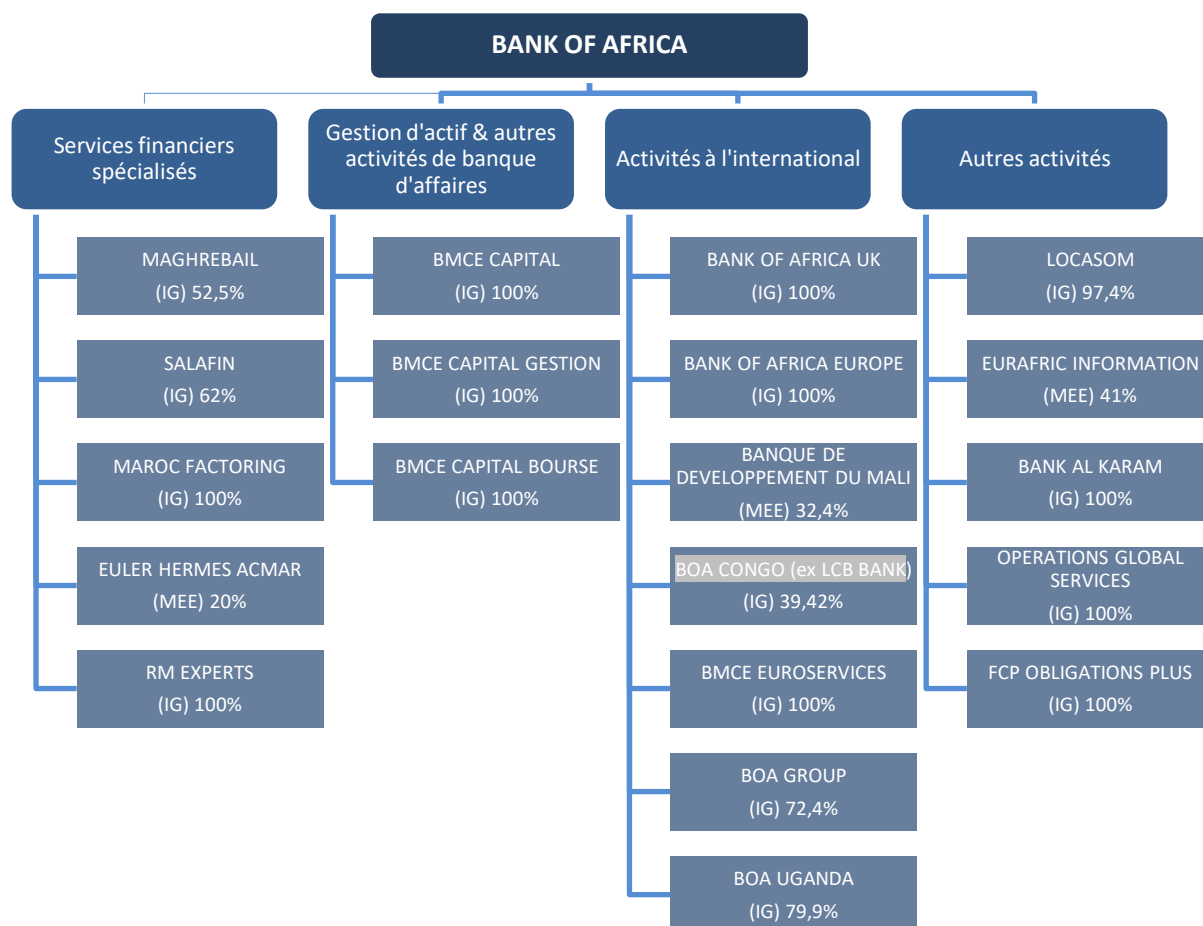 BANK OF AFRICA
Services financiers
spécialisés
MAGHREBAIL
(IG) 52,5%
SALAFIN
(IG) 62%
MAROC FACTORING
(IG) 100%
EULER HERMES ACMAR
(MEE) 20%
RM EXPERTS
(IG) 100%
Gestion d'actif & autres
activités de banque
d'affaires
BMCE CAPITAL
(IG) 100%
BMCE CAPITAL GESTION
(IG) 100%
BMCE CAPITAL BOURSE
(IG) 100%
Activités à l'international
BANK OF AFRICA UK
(IG) 100%
BANK OF AFRICA EUROPE
(IG) 100%
BANQUE DE
DEVELOPPEMENT DU MALI
(MEE) 32,4%
BOA CONGO (ex LCB BANK)
(IG) 39,42%
BMCE EUROSERVICES
(IG) 100%
BOA GROUP
(IG) 72,4%
BOA UGANDA
(IG) 79,9%
Autres activités
LOCASOM
(IG) 97,4%
EURAFRIC INFORMATION
(MEE) 41%
BANK AL KARAM
(IG) 100%
OPERATIONS GLOBAL
SERVICES
(IG) 100%
FCP OBLIGATIONS PLUS
(IG) 100%